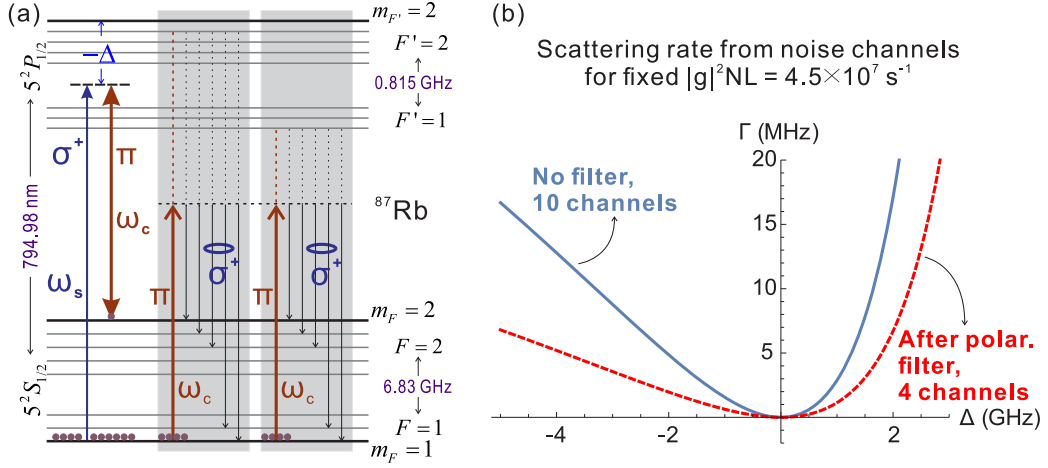 (a)
m_F' = 2
−Δ
F' = 2
5²P₁/₂
0.815 GHz
F' = 1
σ⁺
π
ω_c
794.98 nm
⁸⁷Rb
σ⁺
σ⁺
ω_s
π
π
m_F = 2
F = 2
5²S₁/₂
6.83 GHz
ω_c
ω_c
F = 1
m_F = 1
(b)
Scattering rate from noise channels
for fixed |g|²NL = 4.5×10⁷ s⁻¹
Γ (MHz)
20
No filter,
10 channels
15
10
5
After polar.
filter,
4 channels
Δ (GHz)
-4
-2
0
2